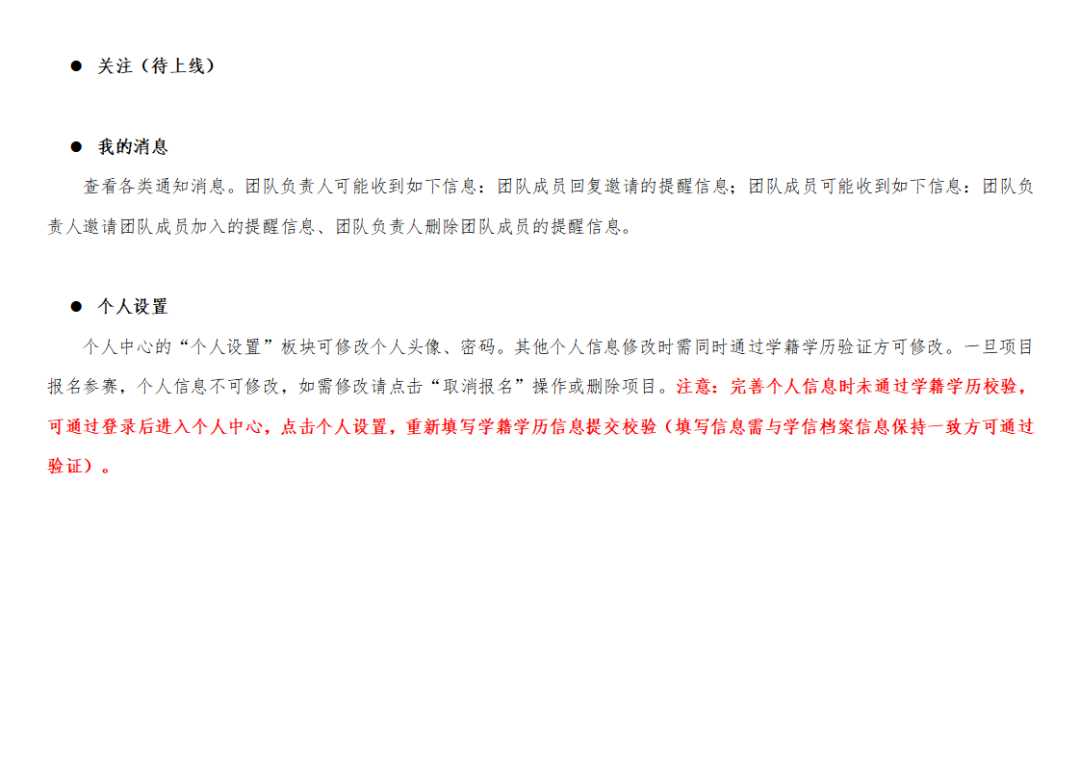 ● 关注（待上线）
● 我的消息
查看各类通知消息。团队负责人可能收到如下信息：团队成员回复邀请的提醒信息；团队成员可能收到如下信息：团队负
责人邀请团队成员加入的提醒信息、团队负责人删除团队成员的提醒信息。
● 个人设置
个人中心的“个人设置”板块可修改个人头像、密码。其他个人信息修改时需同时通过学籍学历验证方可修改。一旦项目
报名参赛，个人信息不可修改，如需修改请点击“取消报名”操作或删除项目。注意：完善个人信息时未通过学籍学历校验，
可通过登录后进入个人中心，点击个人设置，重新填写学籍学历信息提交校验（填写信息需与学信档案信息保持一致方可通过
验证）。